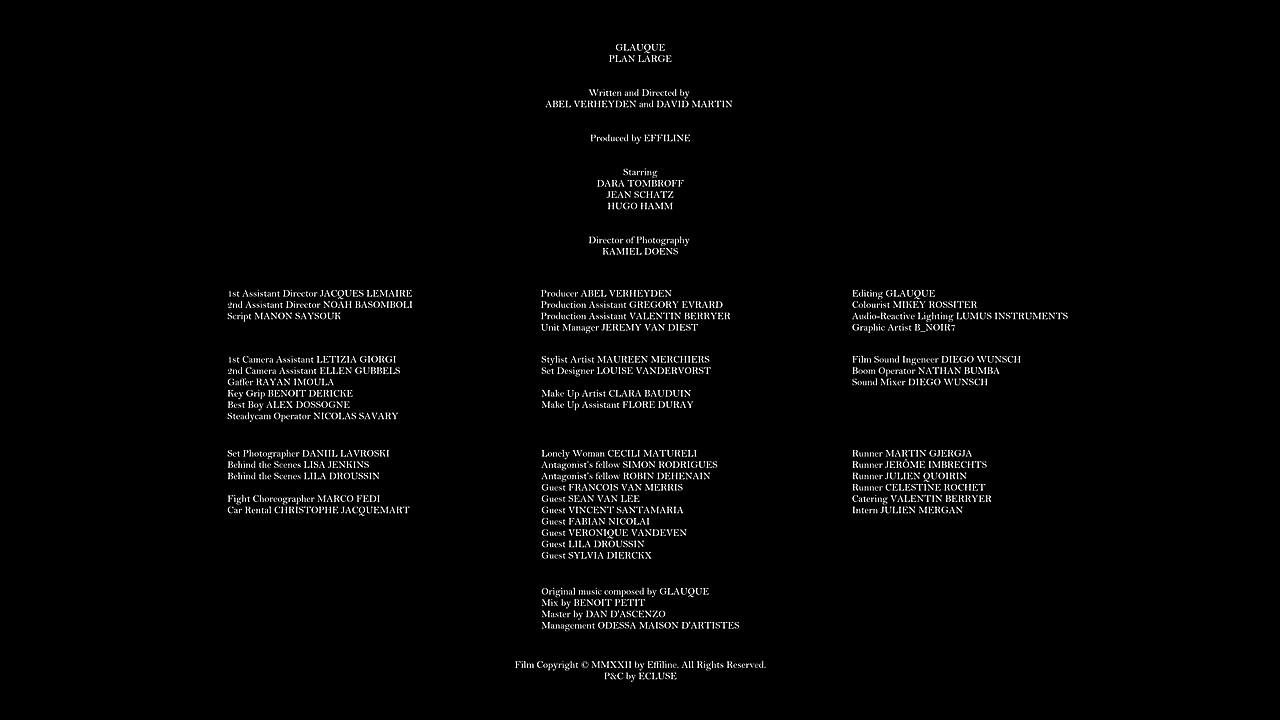 GLAUQUE
PLAN LARGE
Written and Directed by
ABEL VERHEYDEN and DAVID MARTIN
Produced by EFFILINE
Starring
DARA TOMBROFF
JEAN SCHATZ
HUGO HAMM
Director of Photography
KAMIEL DOENS
1st Assistant Director JACQUES LEMAIRE
2nd Assistant Director NOAH BASOMBOLI
Script MANON SAYSOUK
Producer ABEL VERHEYDEN
Production Assistant GREGORY EVRARD
Production Assistant VALENTIN BERRYER
Unit Manager JEREMY VAN DIEST
Editing GLAUQUE
Colourist MIKEY ROSSITER
Audio-Reactive Lighting LUMUS INSTRUMENTS
Graphic Artist B_NOIR7
1st Camera Assistant LETIZIA GIORGI
2nd Camera Assistant ELLEN GUBBELS
Gaffer RAYAN IMOULA
Key Grip BENOIT DERICKE
Best Boy ALEX DOSSOGNE
Steadycam Operator NICOLAS SAVARY
Stylist Artist MAUREEN MERCHIERS
Set Designer LOUISE VANDERVORST
Make Up Artist CLARA BAUDUIN
Make Up Assistant FLORE DURAY
Film Sound Ingeneer DIEGO WUNSCH
Boom Operator NATHAN BUMBA
Sound Mixer DIEGO WUNSCH
Set Photographer DANIIL LAVROSKI
Behind the Scenes LISA JENKINS
Behind the Scenes LILA DROUSSIN
Fight Choreographer MARCO FEDI
Car Rental CHRISTOPHE JACQUEMART
Lonely Woman CECILI MATURELI
Antagonist's fellow SIMON RODRIGUES
Antagonist's fellow ROBIN DEHENAIN
Guest FRANCOIS VAN MERRIS
Guest SEAN VAN LEE
Guest VINCENT SANTAMARIA
Guest FABIAN NICOLAI
Guest VERONIQUE VANDEVEN
Guest LILA DROUSSIN
Guest SYLVIA DIERCKX
Runner MARTIN GJERGJA
Runner JERÔME IMBRECHTS
Runner JULIEN QUOIRIN
Runner CELESTINE ROCHET
Catering VALENTIN BERRYER
Intern JULIEN MERGAN
Original music composed by GLAUQUE
Mix by BENOIT PETIT
Master by DAN D'ASCENZO
Management ODESSA MAISON D'ARTISTES
Film Copyright © MMXXII by Effiline. All Rights Reserved.
P&C by ECLUSE